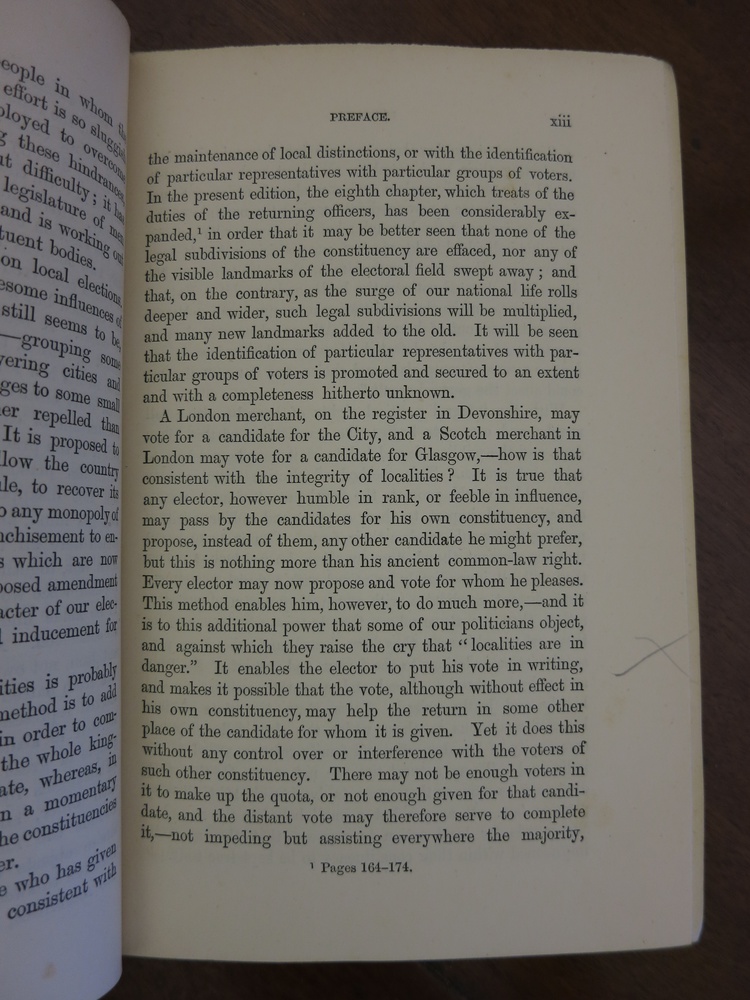 eople in whom
effort is so
ployed to overcome
g these hindrances
ut difficulty; it has
legislature of men
and is working out
tuent bodies.
on local elections,
esome influences of
still seems to be,
—grouping some
vering cities and
ges to some small
er repelled than
It is proposed to
llow the country
le, to recover its
o any monopoly of
nchisement to en-
s which are now
posed amendment
acter of our elec-
l inducement for
ities is probably
method is to add
in order to com-
the whole king-
ate, whereas, in
n a momentary
he constituencies
er.
e who has given
consistent with
PREFACE. xiii
the maintenance of local distinctions, or with the identification
of particular representatives with particular groups of voters.
In the present edition, the eighth chapter, which treats of the
duties of the returning officers, has been considerably ex-
panded,¹ in order that it may be better seen that none of the
legal subdivisions of the constituency are effaced, nor any of
the visible landmarks of the electoral field swept away; and
that, on the contrary, as the surge of our national life rolls
deeper and wider, such legal subdivisions will be multiplied,
and many new landmarks added to the old. It will be seen
that the identification of particular representatives with par-
ticular groups of voters is promoted and secured to an extent
and with a completeness hitherto unknown.
A London merchant, on the register in Devonshire, may
vote for a candidate for the City, and a Scotch merchant in
London may vote for a candidate for Glasgow,—how is that
consistent with the integrity of localities? It is true that
any elector, however humble in rank, or feeble in influence,
may pass by the candidates for his own constituency, and
propose, instead of them, any other candidate he might prefer,
but this is nothing more than his ancient common-law right.
Every elector may now propose and vote for whom he pleases.
This method enables him, however, to do much more,—and it
is to this additional power that some of our politicians object,
and against which they raise the cry that "localities are in
danger." It enables the elector to put his vote in writing,
and makes it possible that the vote, although without effect in
his own constituency, may help the return in some other
place of the candidate for whom it is given. Yet it does this
without any control over or interference with the voters of
such other constituency. There may not be enough voters in
it to make up the quota, or not enough given for that candi-
date, and the distant vote may therefore serve to complete
it,—not impeding but assisting everywhere the majority,
¹ Pages 164–174.